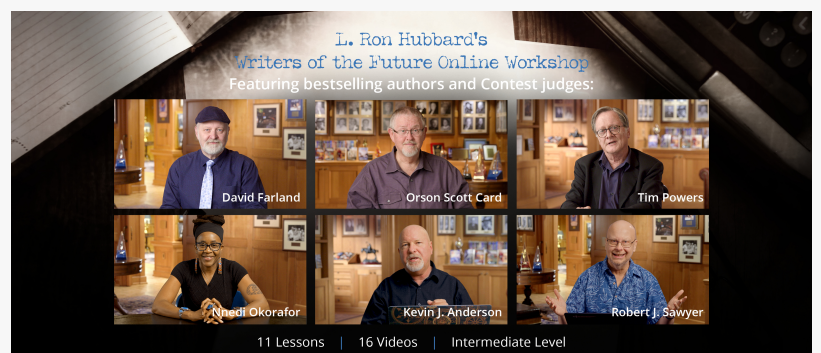 L. Ron Hubbard's
Writers of the Future Online Workshop
Featuring bestselling authors and Contest judges:
David Farland
Orson Scott Card
Tim Powers
Nnedi Okorafor
Kevin J. Anderson
Robert J. Sawyer
11 Lessons | 16 Videos | Intermediate Level